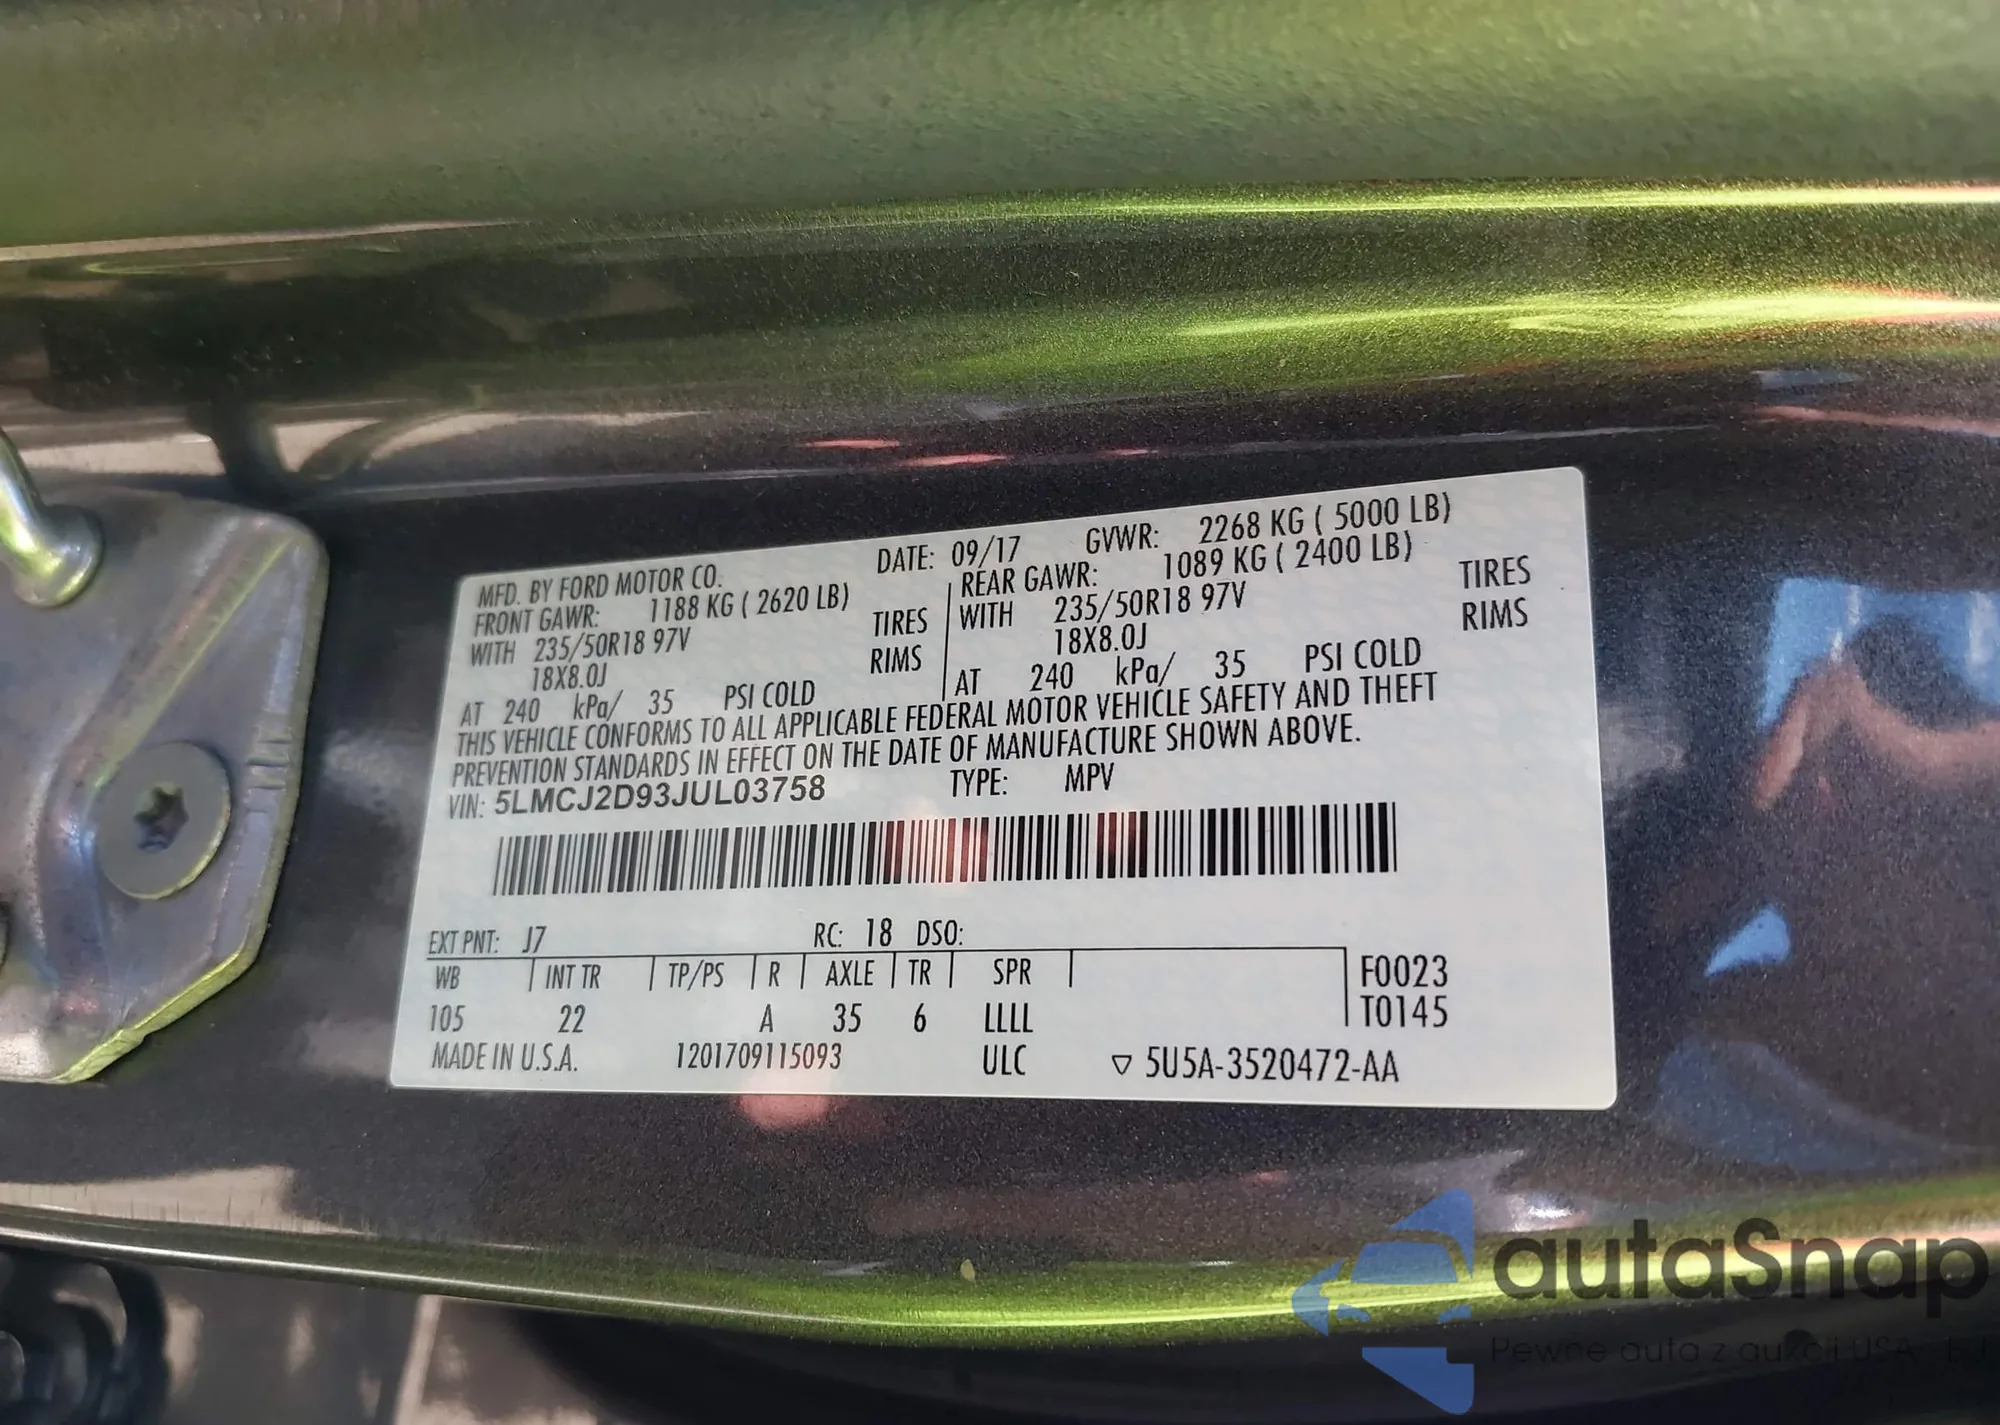 MFD. BY FORD MOTOR CO. DATE: 09/17 GVWR: 2268 KG ( 5000 LB)
FRONT GAWR: 1188 KG ( 2620 LB) REAR GAWR: 1089 KG ( 2400 LB)
WITH 235/50R18 97V TIRES WITH 235/50R18 97V TIRES
18X8.0J RIMS 18X8.0J RIMS
AT 240 kPa/ 35 PSI COLD AT 240 kPa/ 35 PSI COLD
THIS VEHICLE CONFORMS TO ALL APPLICABLE FEDERAL MOTOR VEHICLE SAFETY AND THEFT
PREVENTION STANDARDS IN EFFECT ON THE DATE OF MANUFACTURE SHOWN ABOVE.
VIN: 5LMCJ2D93JUL03758 TYPE: MPV
EXT PNT: J7 RC: 18 DSO:
WB INT TR TP/PS R AXLE TR SPR F0023
105 22 A 35 6 LLLL T0145
MADE IN U.S.A. 1201709115093 ULC ▽ 5U5A-3520472-AA
autaSnap
Pewne auta z aukcji USA